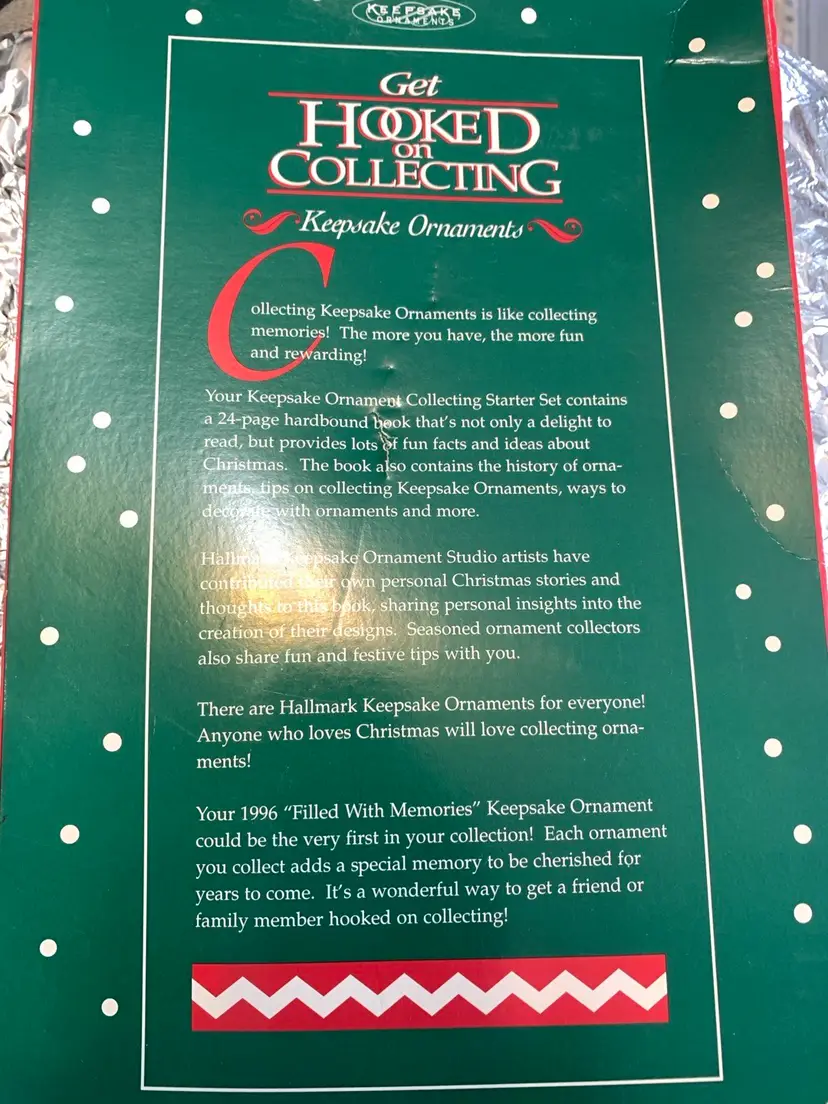 KEEPSAKE
ORNAMENTS
Get
HOOKED
on
COLLECTING
Keepsake Ornaments
Collecting Keepsake Ornaments is like collecting
memories! The more you have, the more fun
and rewarding!
Your Keepsake Ornament Collecting Starter Set contains
a 24-page hardbound book that's not only a delight to
read, but provides lots of fun facts and ideas about
Christmas. The book also contains the history of orna-
ments, tips on collecting Keepsake Ornaments, ways to
decorate with ornaments and more.
Hallmark Keepsake Ornament Studio artists have
contributed their own personal Christmas stories and
thoughts to this book, sharing personal insights into the
creation of their designs. Seasoned ornament collectors
also share fun and festive tips with you.
There are Hallmark Keepsake Ornaments for everyone!
Anyone who loves Christmas will love collecting orna-
ments!
Your 1996 “Filled With Memories” Keepsake Ornament
could be the very first in your collection! Each ornament
you collect adds a special memory to be cherished for
years to come. It's a wonderful way to get a friend or
family member hooked on collecting!